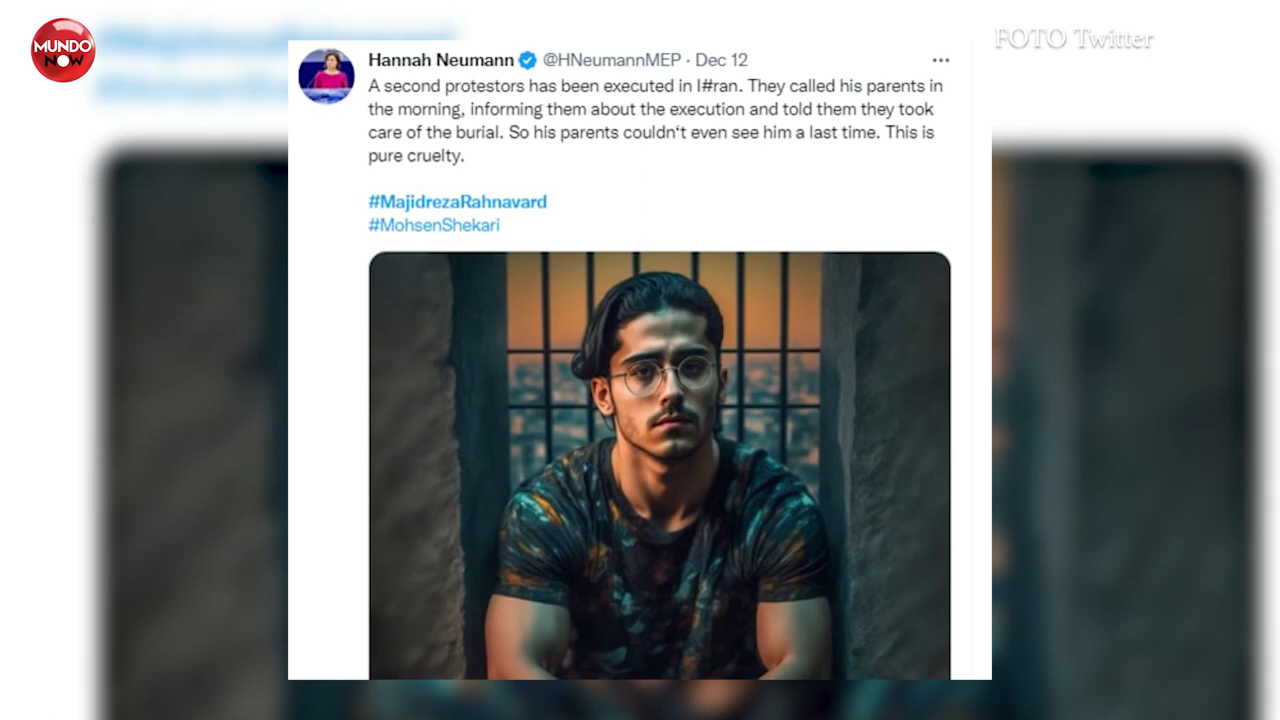 MUNDO
NOW
FOTO Twitter
Hannah Neumann @HNeumannMEP · Dec 12
A second protestors has been executed in I#ran. They called his parents in
the morning, informing them about the execution and told them they took
care of the burial. So his parents couldn‘t even see him a last time. This is
pure cruelty.
#MajidrezaRahnavard
#MohsenShekari